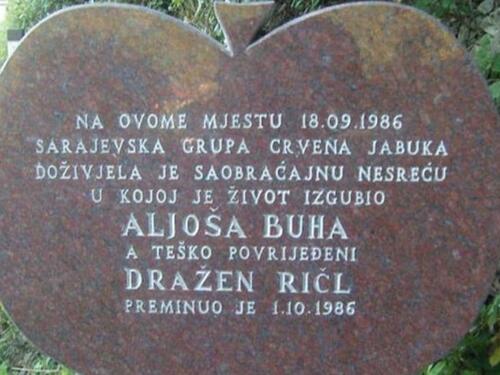 NA OVOME MJESTU 18.09.1986
SARAJEVSKA GRUPA CRVENA JABUKA
DOŽIVJELA JE SAOBRAĆAJNU NESREĆU
U KOJOJ JE ŽIVOT IZGUBIO
ALJOŠA BUHA
A TEŠKO POVRIJEĐENI
DRAŽEN RIČL
PREMINUO JE 1.10.1986